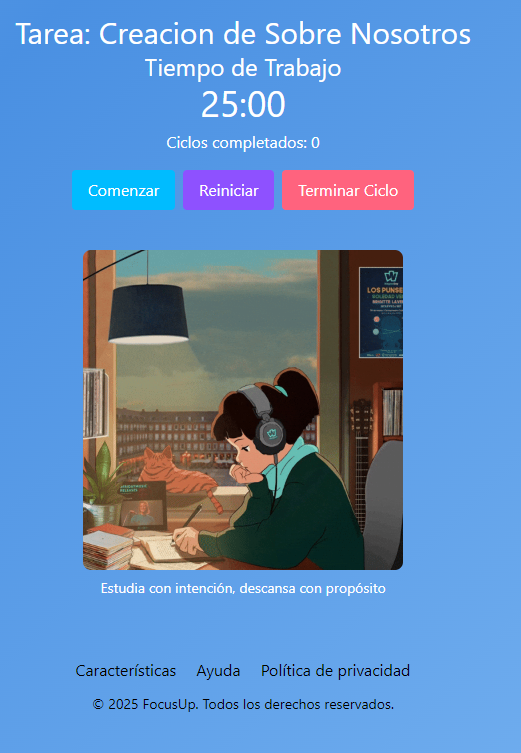 Tarea: Creacion de Sobre Nosotros
Tiempo de Trabajo
25:00
Ciclos completados: 0
Comenzar Reiniciar Terminar Ciclo
LOS PUNSE
Estudia con intención, descansa con propósito
Características Ayuda Política de privacidad
© 2025 FocusUp. Todos los derechos reservados.